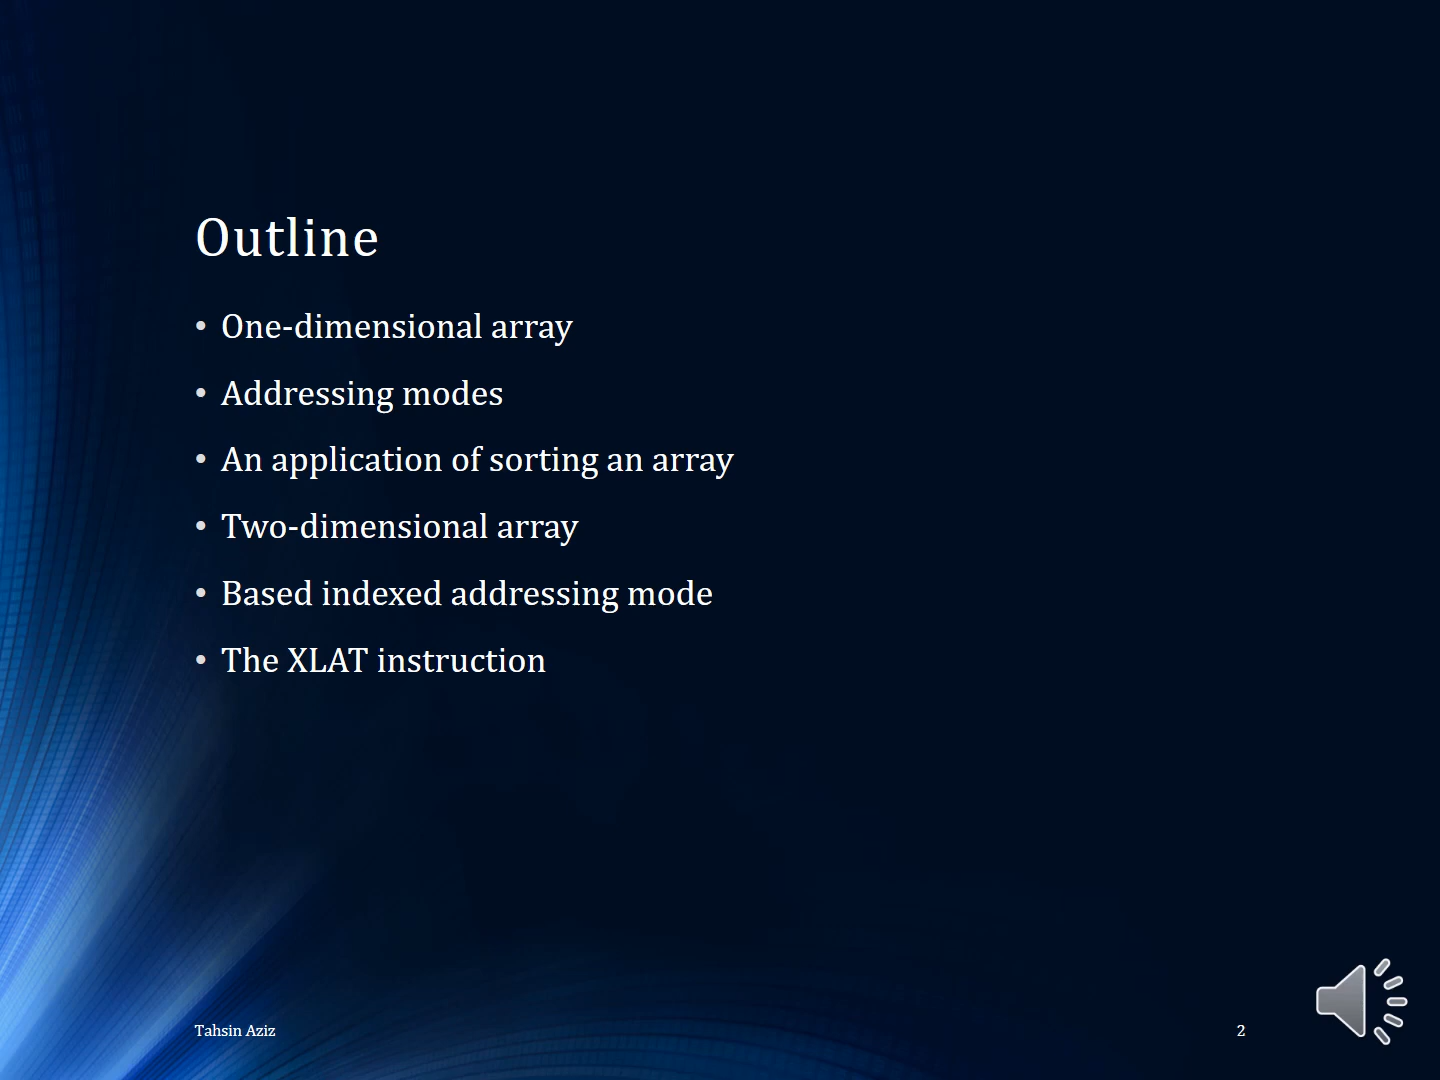 Outline
• One-dimensional array
• Addressing modes
• An application of sorting an array
• Two-dimensional array
• Based indexed addressing mode
• The XLAT instruction
Tahsin Aziz
2